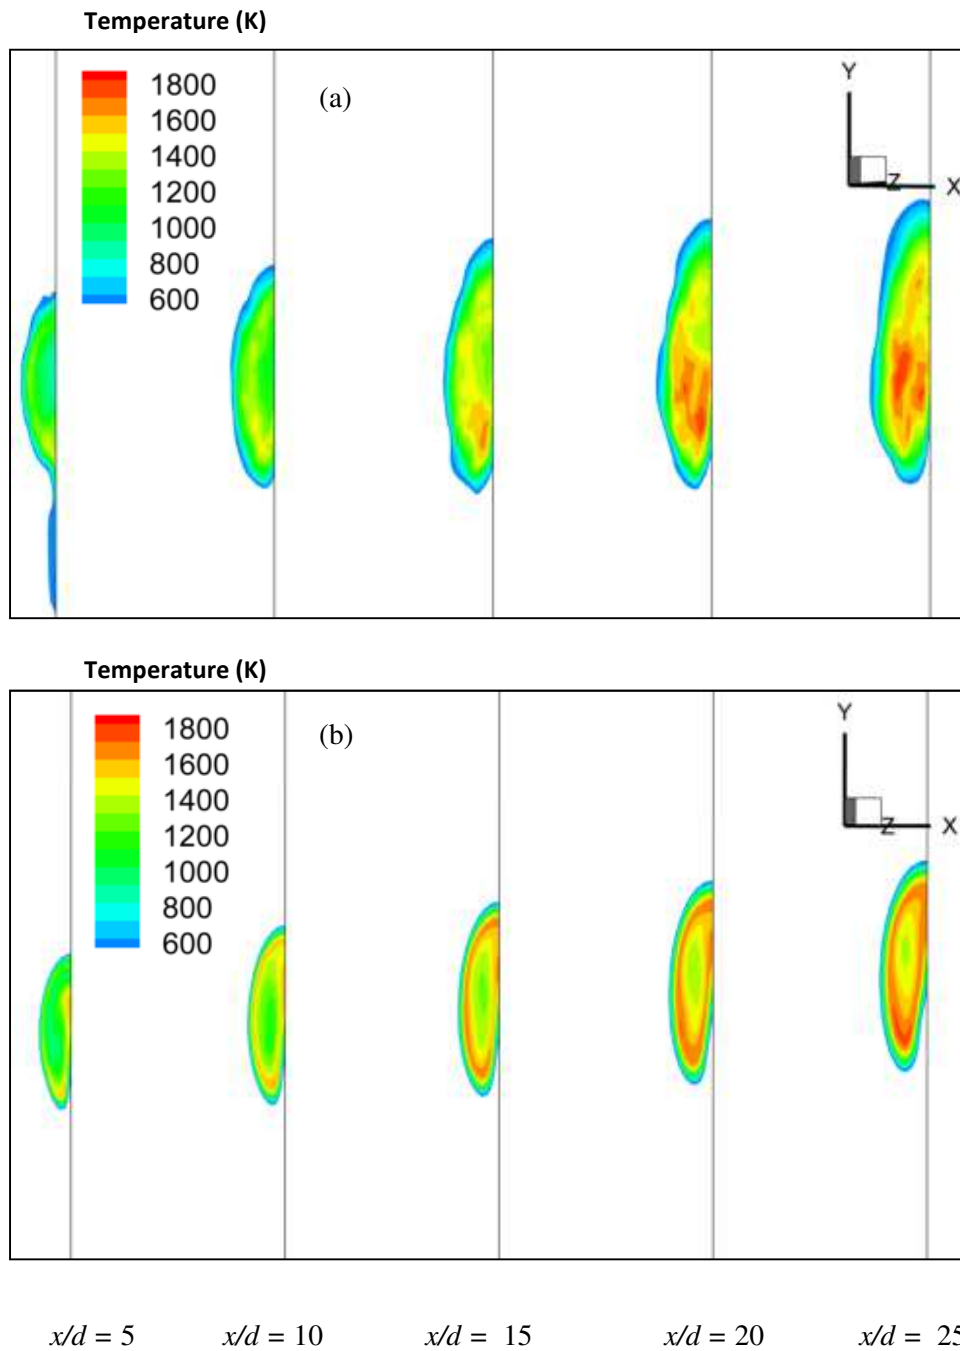 Temperature (K)
1800
1600
1400
1200
1000
800
600
(a)
Y
Z
X
Temperature (K)
1800
1600
1400
1200
1000
800
600
(b)
Y
Z
X
x/d = 5 x/d = 10 x/d = 15 x/d = 20 x/d = 25